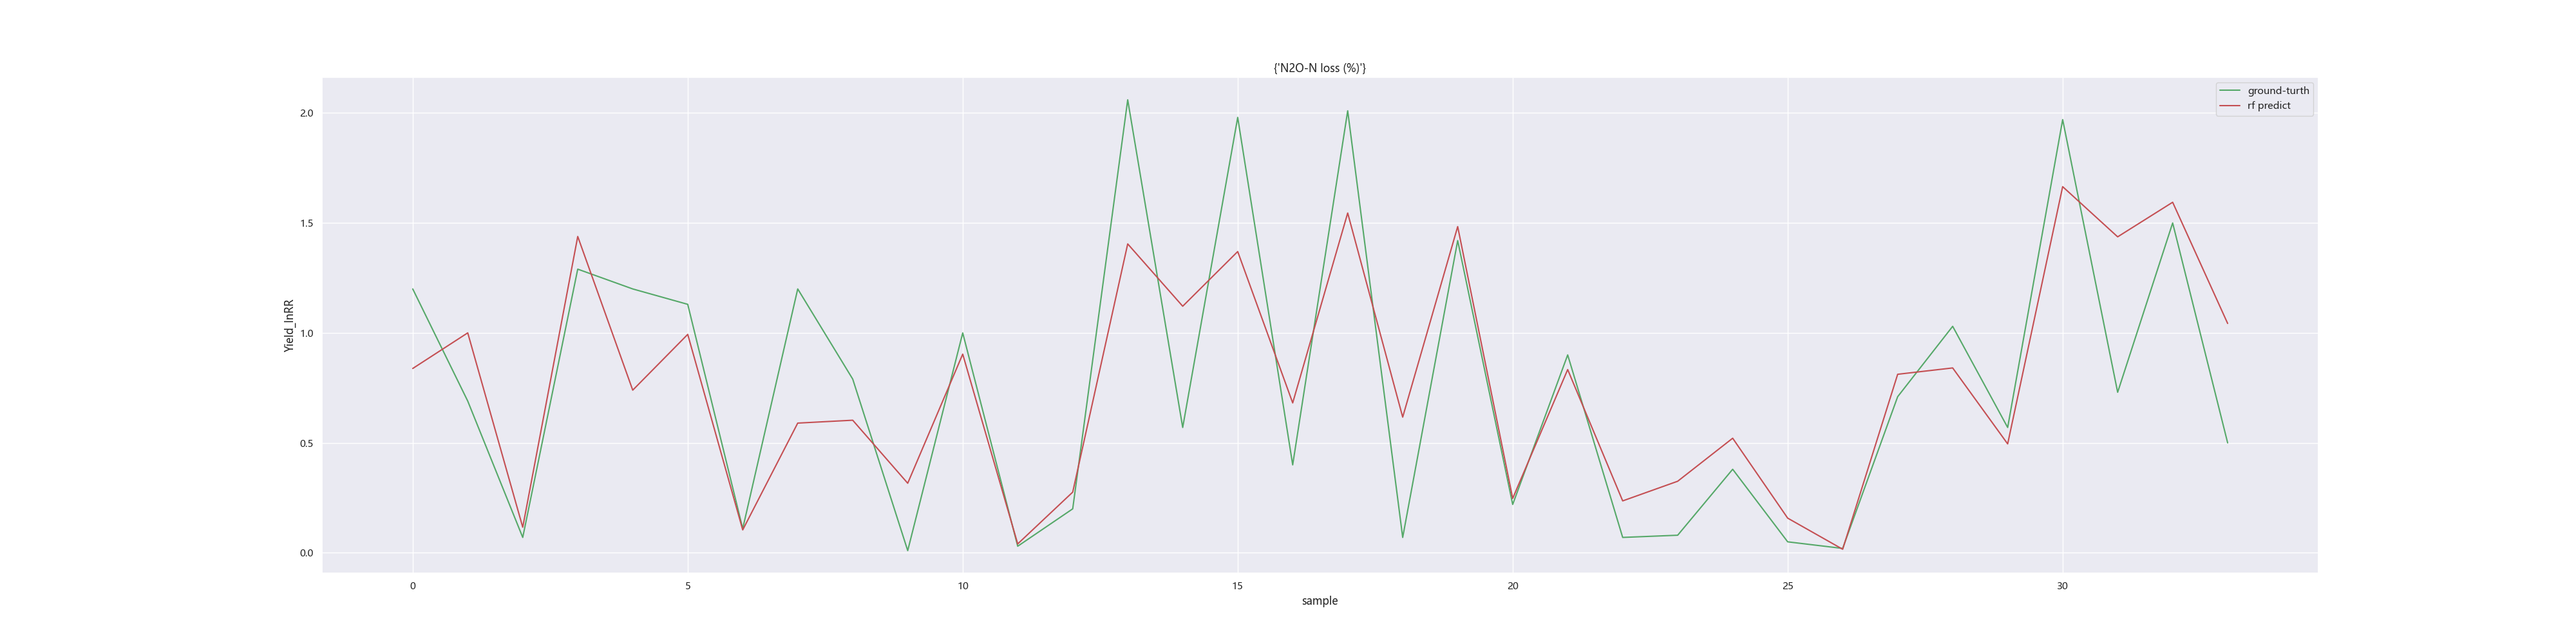 {'N2O-N loss (%)'}
ground-turth
rf predict
Yield_lnRR
2.0
1.5
1.0
0.5
0.0
0 5 10 15 20 25 30
sample